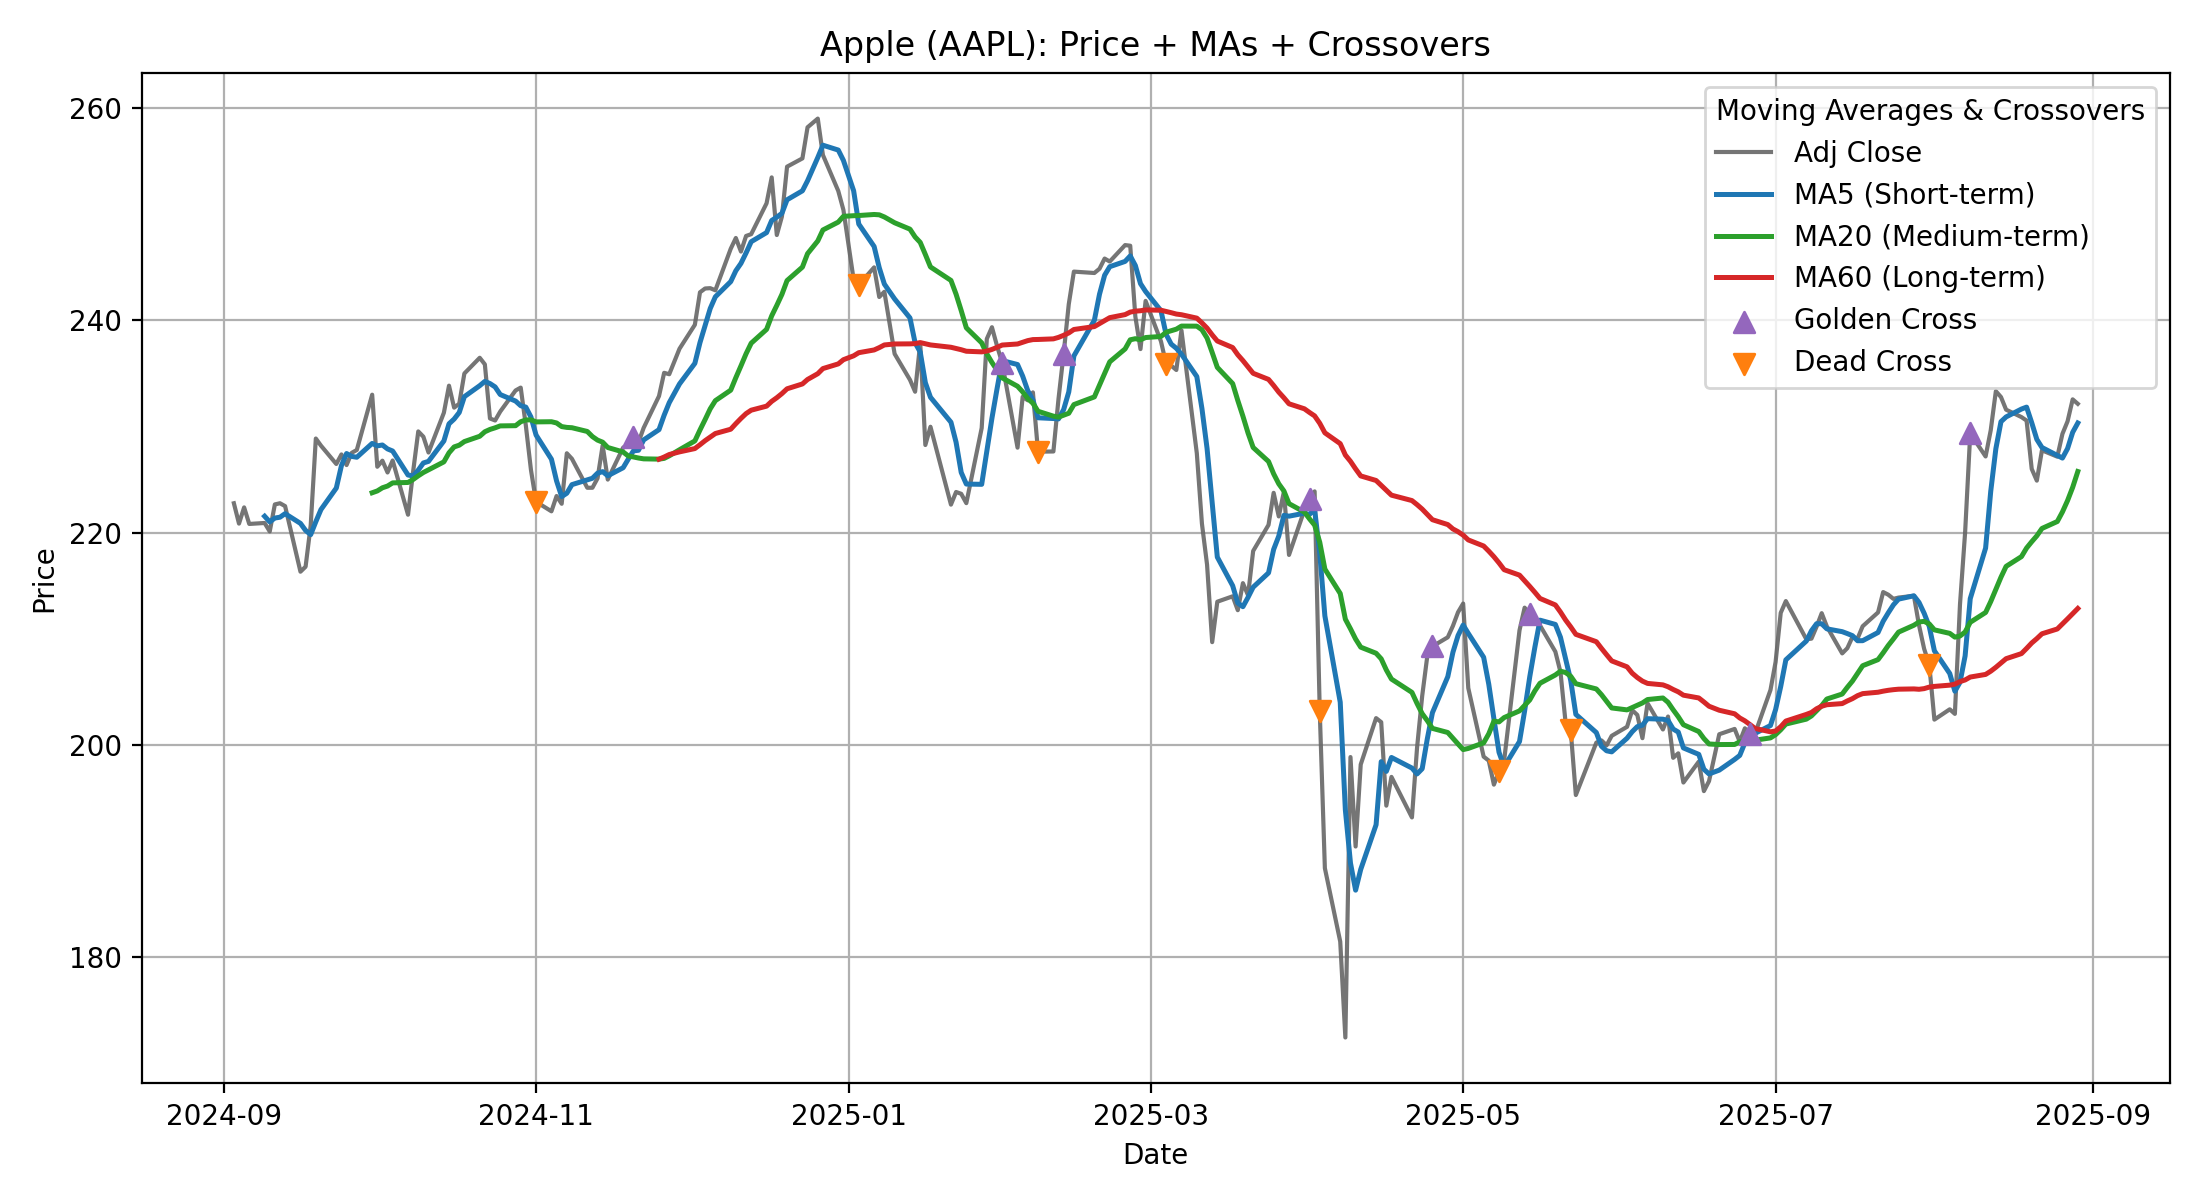 Apple (AAPL): Price + MAs + Crossovers
Moving Averages & Crossovers
Adj Close
MA5 (Short-term)
MA20 (Medium-term)
MA60 (Long-term)
Golden Cross
Dead Cross
Price
260
240
220
200
180
2024-09
2024-11
2025-01
2025-03
2025-05
2025-07
2025-09
Date